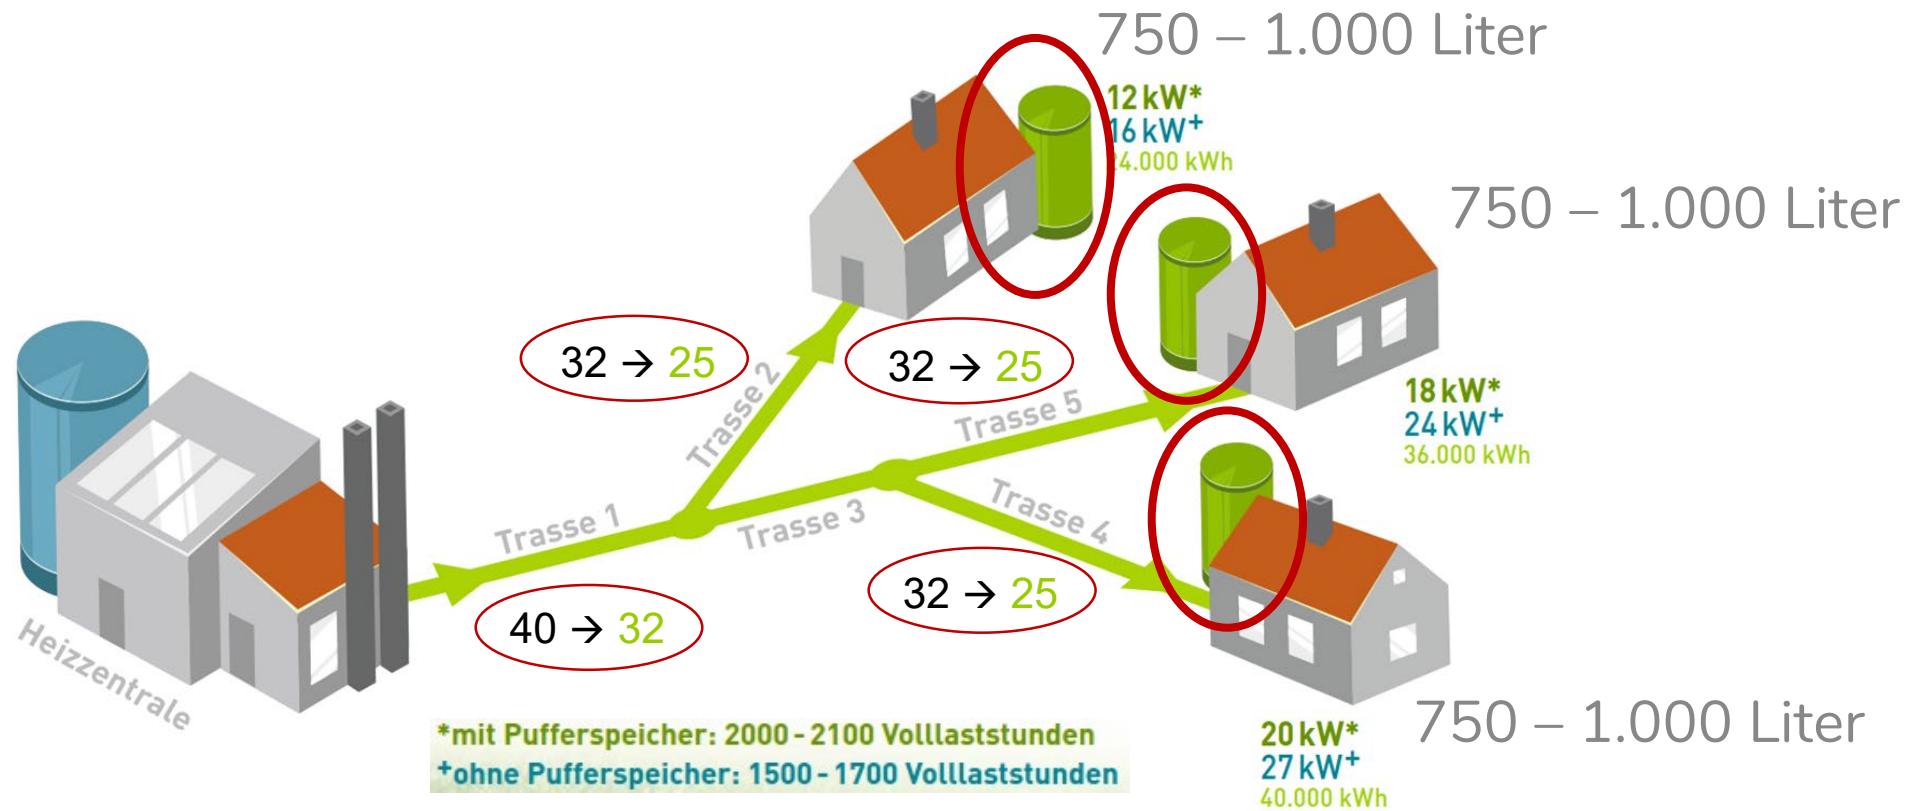 750 – 1.000 Liter
12 kW*
16 kW+
24.000 kWh
750 – 1.000 Liter
32 → 25
32 → 25
Trasse 2
Trasse 5
18 kW*
24 kW+
36.000 kWh
Trasse 1
Trasse 3
Trasse 4
32 → 25
40 → 32
Heizzentrale
750 – 1.000 Liter
20 kW*
27 kW+
40.000 kWh
*mit Pufferspeicher: 2000 - 2100 Volllaststunden
+ohne Pufferspeicher: 1500 - 1700 Volllaststunden